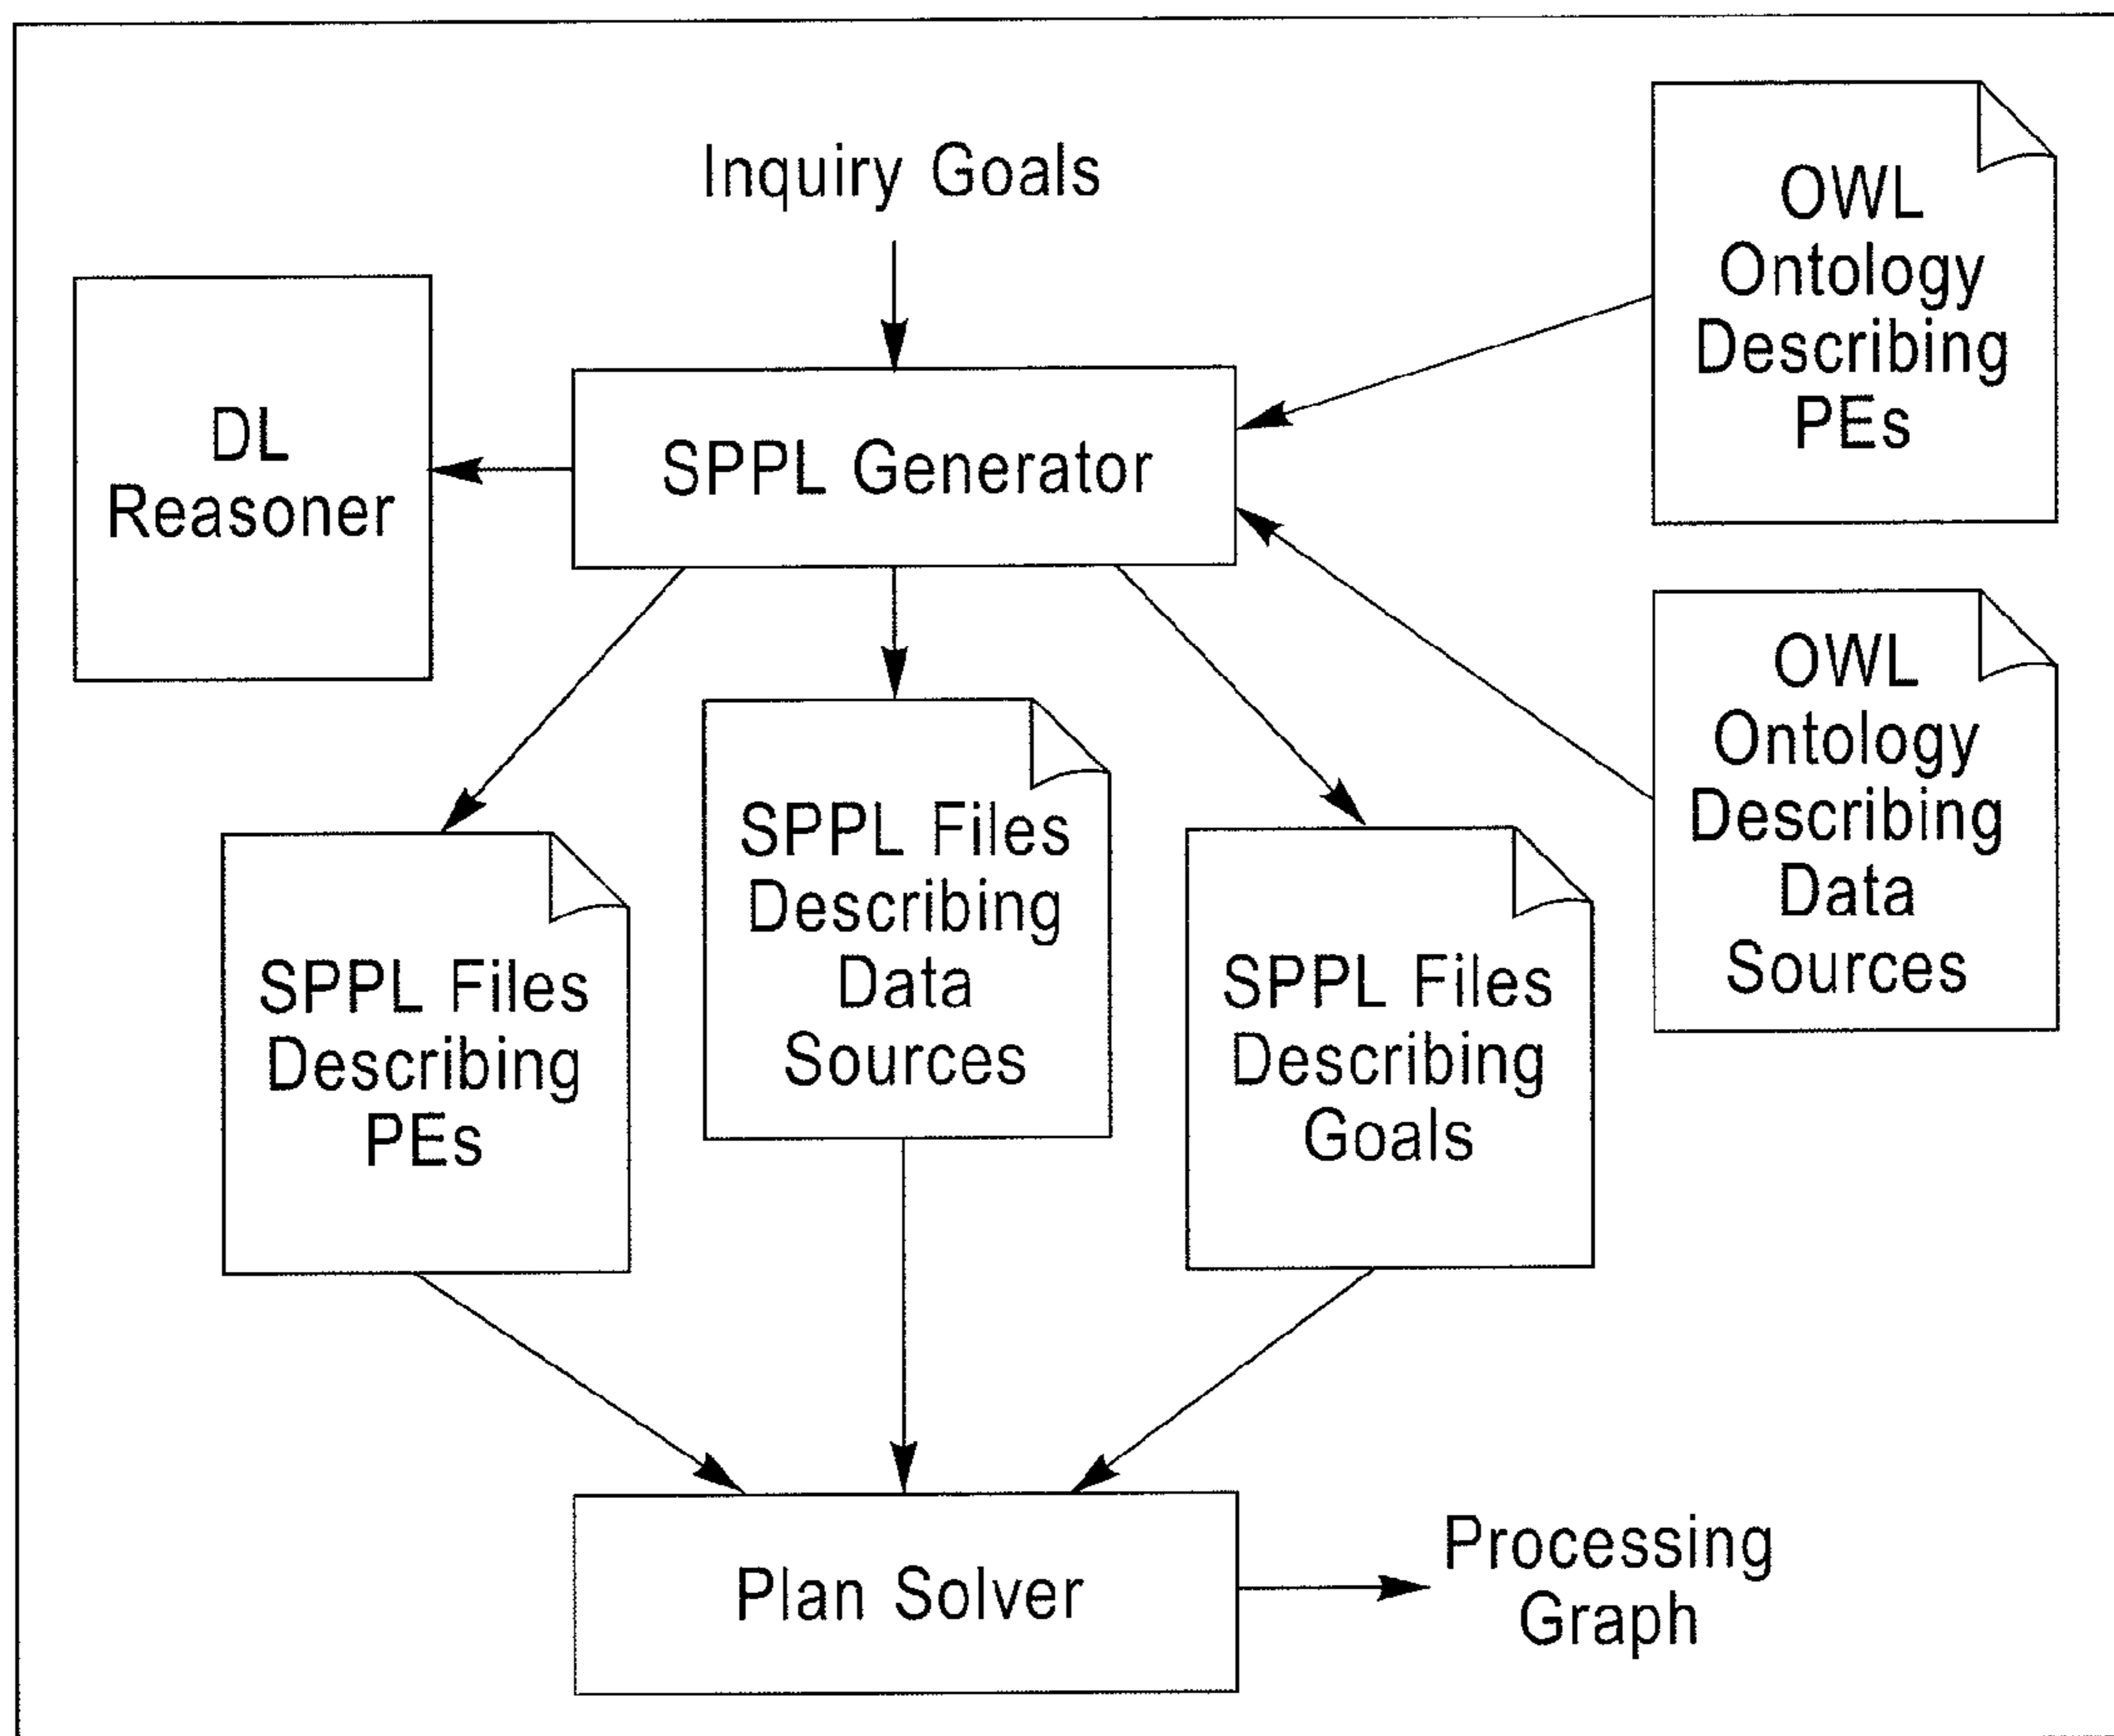 Inquiry Goals
OWL
Ontology
Describing
PEs
DL
Reasoner
SPPL Generator
OWL
Ontology
Describing
Data
Sources
SPPL Files
Describing
PEs
SPPL Files
Describing
Data
Sources
SPPL Files
Describing
Goals
Plan Solver
Processing
Graph